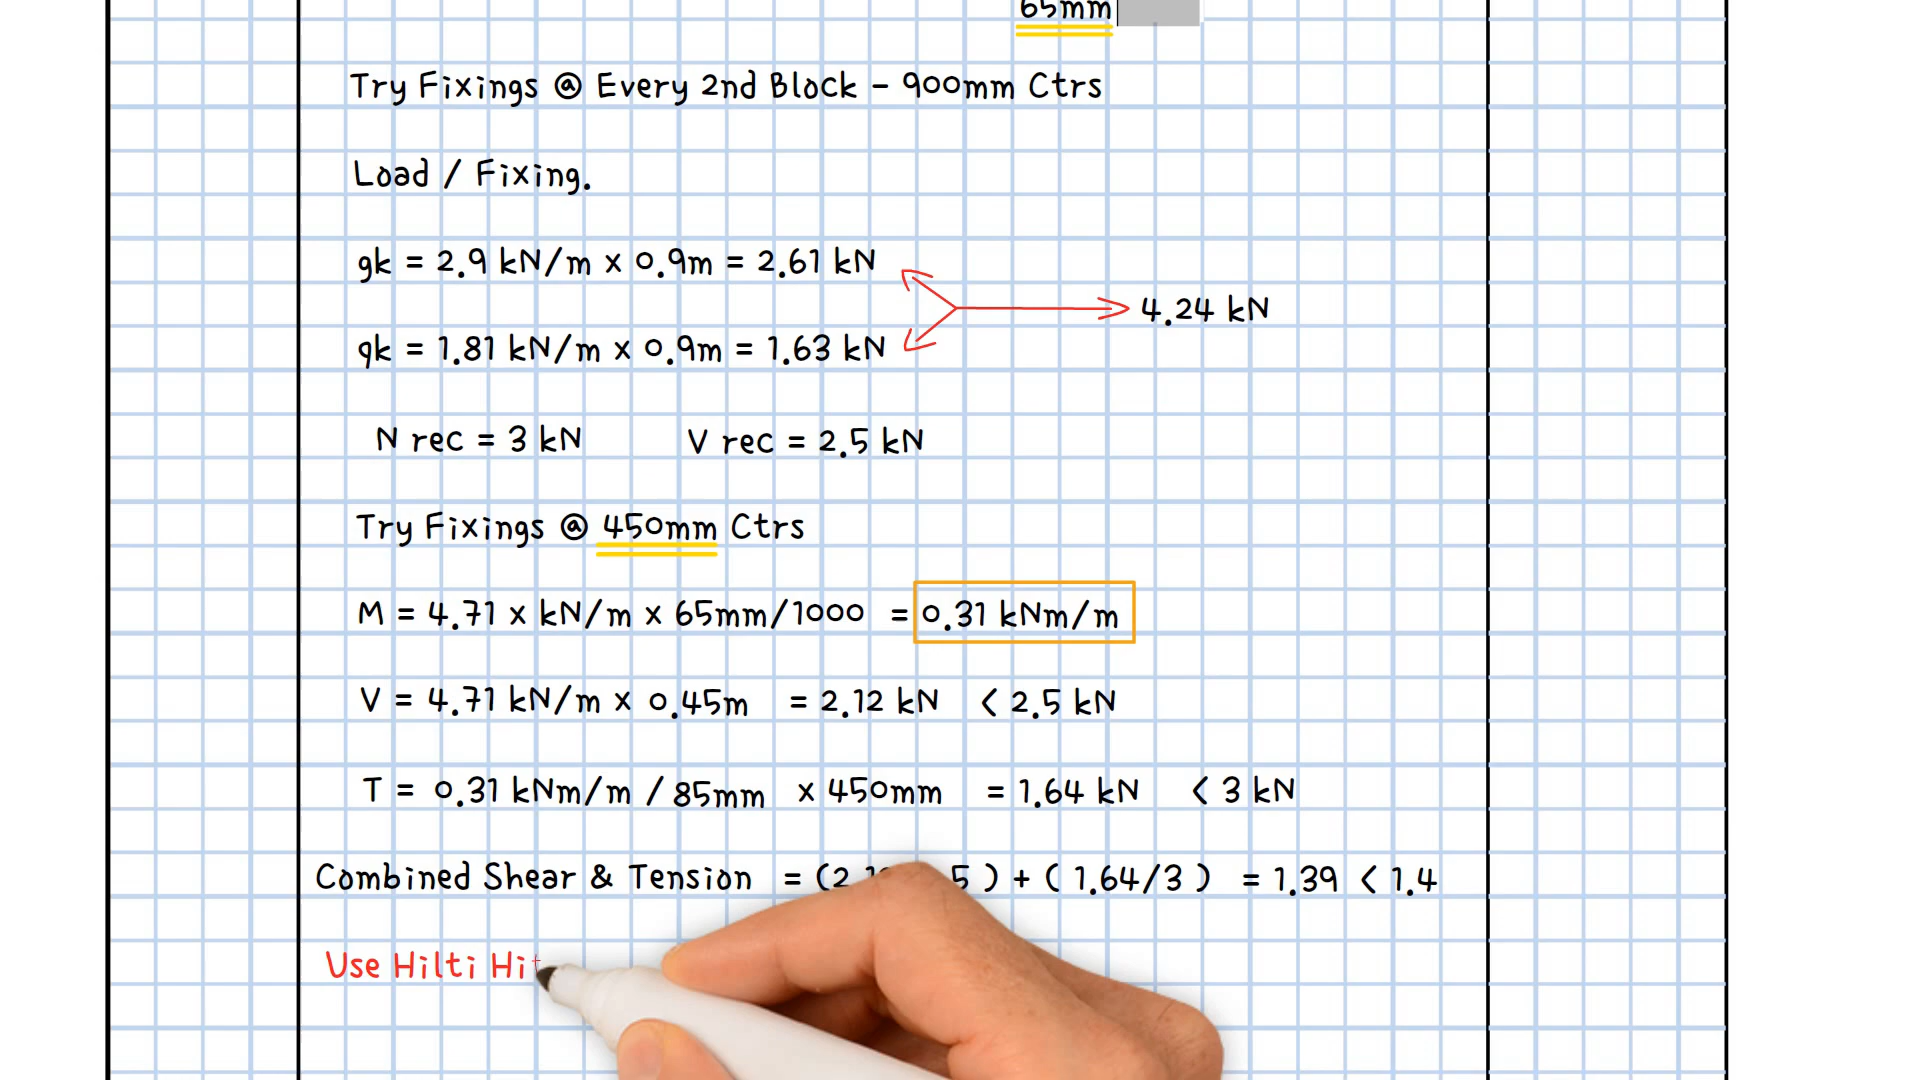 65mm
Try Fixings @ Every 2nd Block - 900mm Ctrs
Load / Fixing.
gk = 2.9 kN/m x 0.9m = 2.61 kN
4.24 kN
qk = 1.81 kN/m x 0.9m = 1.63 kN
N rec = 3 kN V rec = 2.5 kN
Try Fixings @ 450mm Ctrs
M = 4.71 x kN/m x 65mm/1000 = 0.31 kNm/m
V = 4.71 kN/m x 0.45m = 2.12 kN < 2.5 kN
T = 0.31 kNm/m / 85mm x 450mm = 1.64 kN < 3 kN
Combined Shear & Tension = ( 5 ) + ( 1.64/3 ) = 1.39 < 1.4
Use Hilti Hit